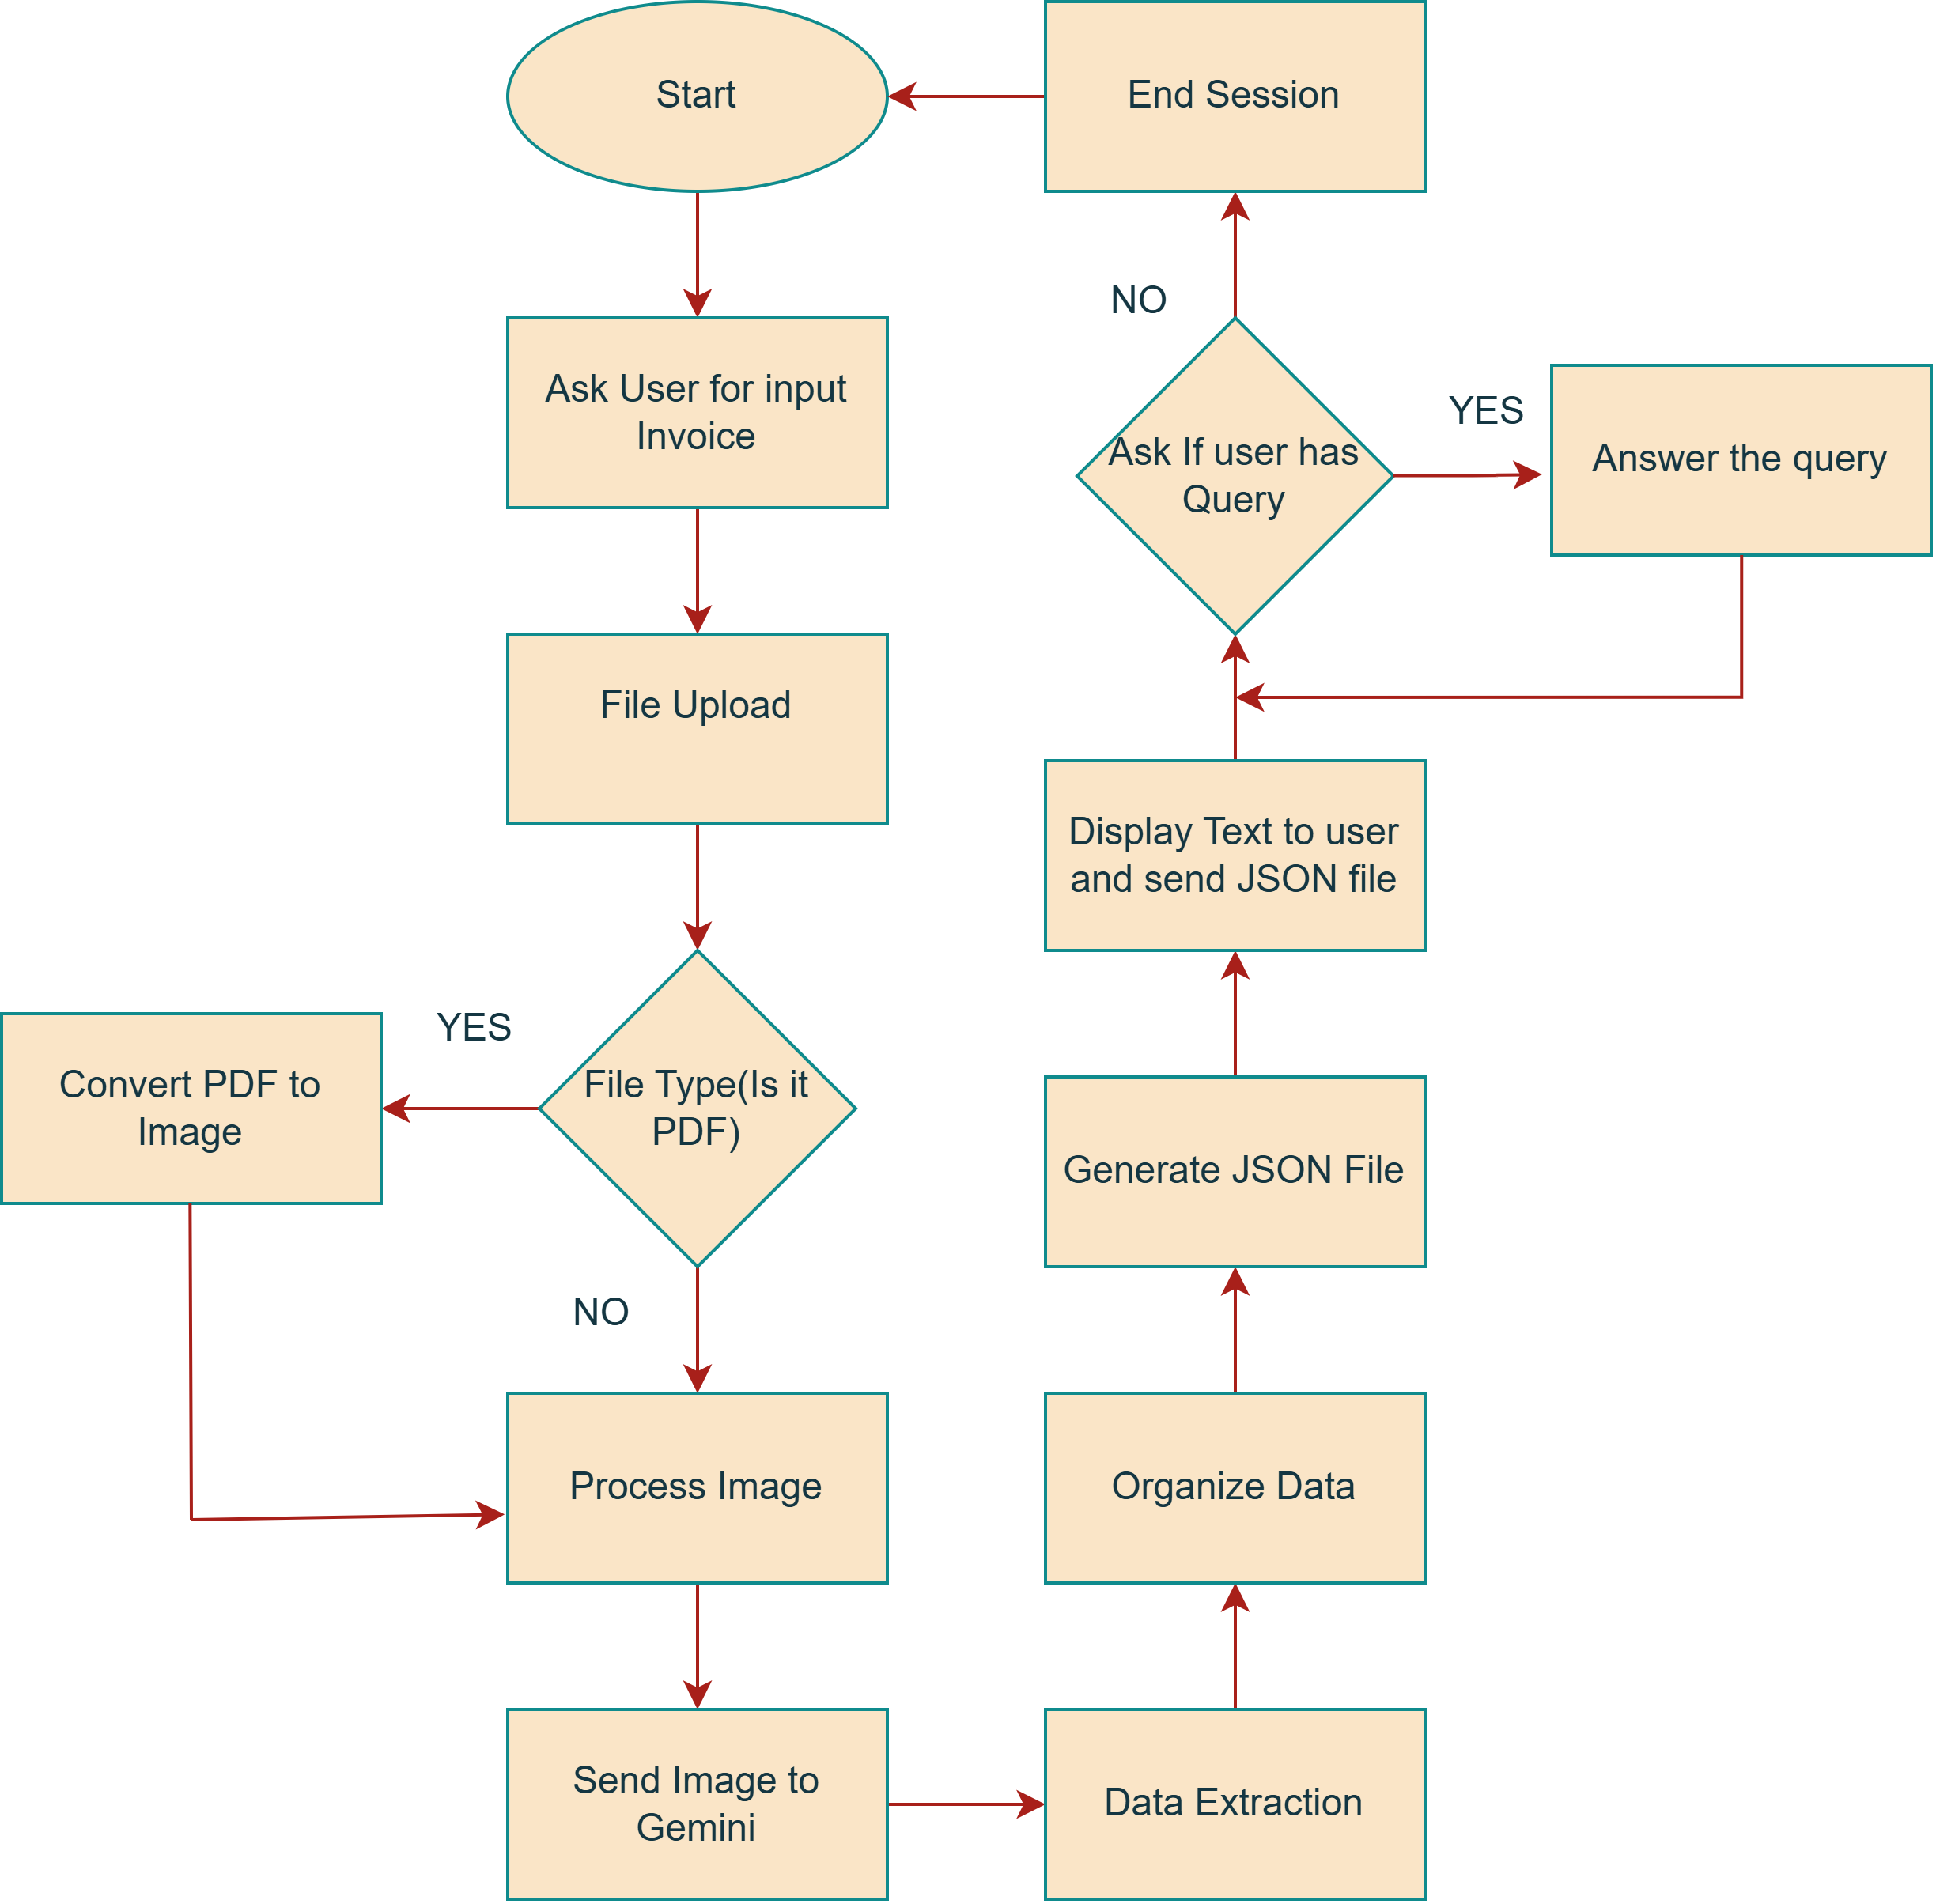 Start
End Session
Ask User for input
Invoice
NO
YES
Ask If user has
Query
Answer the query
File Upload
Display Text to user
and send JSON file
YES
File Type(Is it
PDF)
Convert PDF to
Image
NO
Generate JSON File
Process Image
Organize Data
Send Image to
Gemini
Data Extraction